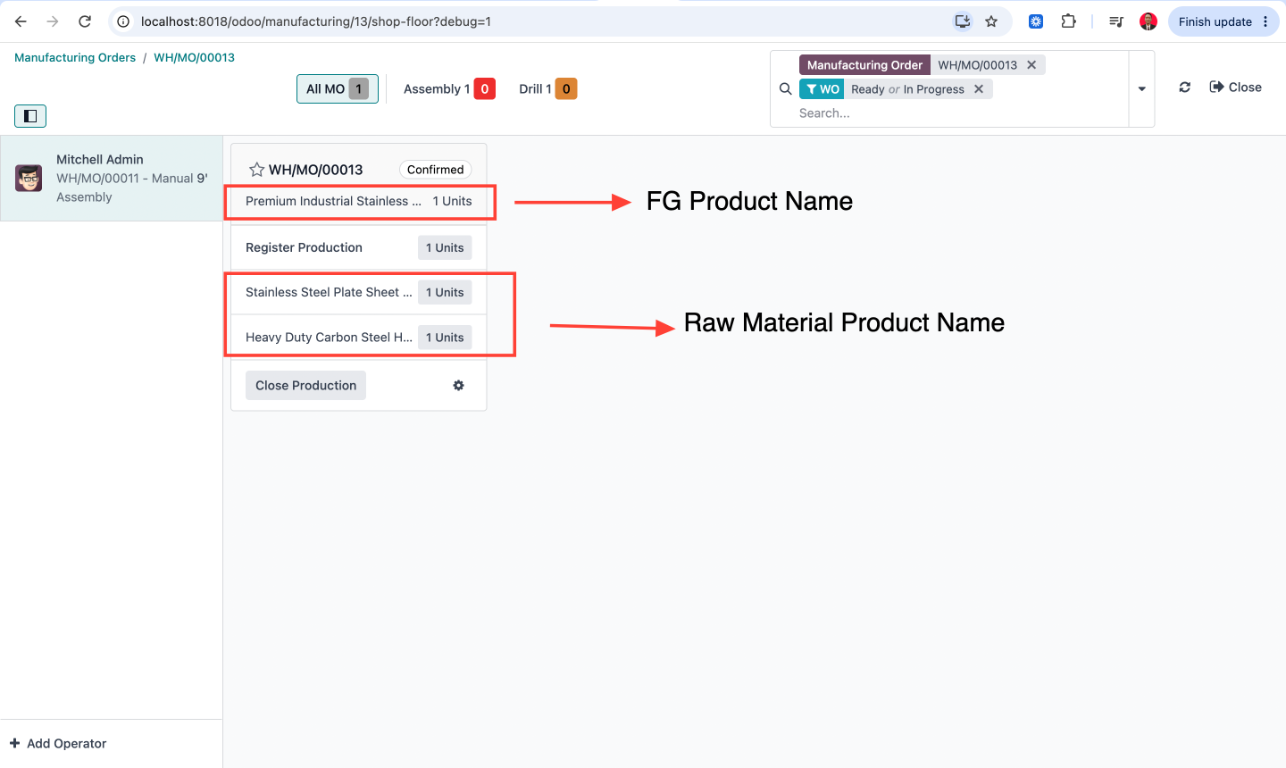 localhost:8018/odoo/manufacturing/13/shop-floor?debug=1
Finish update
Manufacturing Orders / WH/MO/00013
All MO 1
Assembly 1 0
Drill 1 0
Manufacturing Order WH/MO/00013
WO Ready or In Progress
Search...
Close
Mitchell Admin
WH/MO/00011 - Manual 9'
Assembly
WH/MO/00013 Confirmed
Premium Industrial Stainless ... 1 Units
FG Product Name
Register Production 1 Units
Stainless Steel Plate Sheet ... 1 Units
Heavy Duty Carbon Steel H... 1 Units
Raw Material Product Name
Close Production
Add Operator